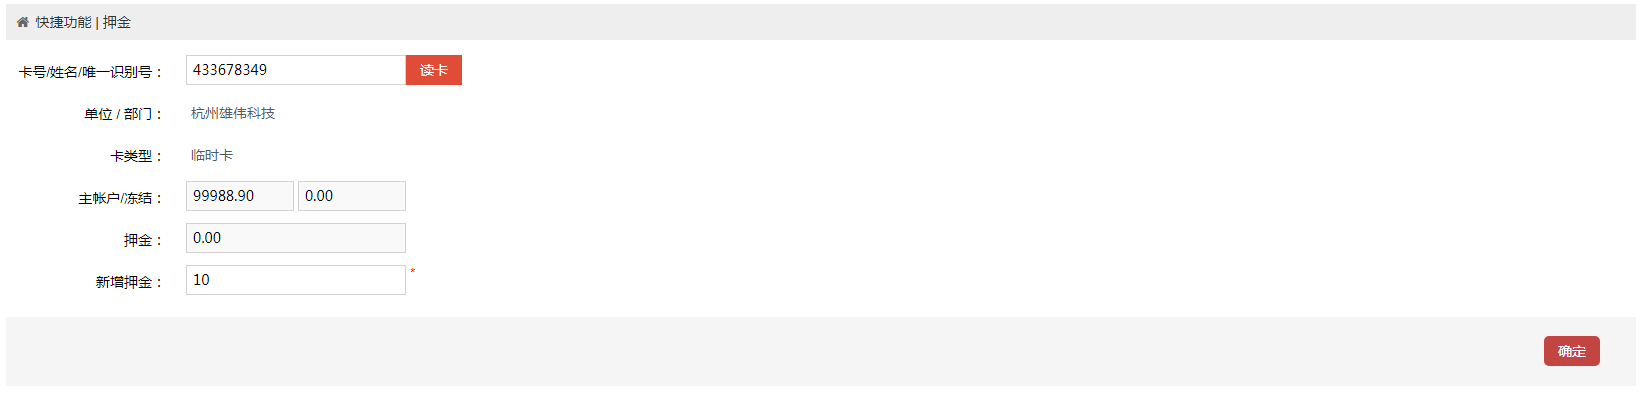 快捷功能 | 押金
卡号/姓名/唯一识别号： 433678349 读卡
单位 / 部门： 杭州雄伟科技
卡类型： 临时卡
主帐户/冻结： 99988.90 0.00
押金： 0.00
新增押金： 10 *
确定